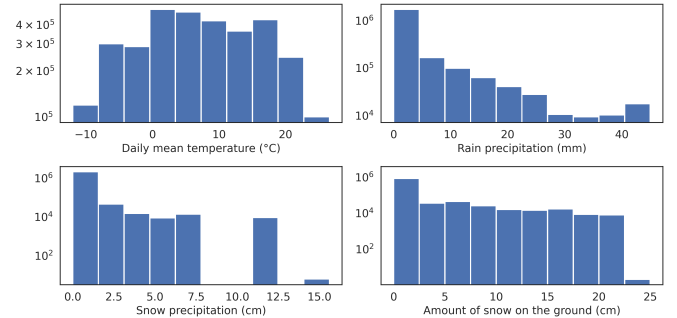 4 × 10⁵
3 × 10⁵
2 × 10⁵
10⁵
−10 0 10 20
Daily mean temperature (°C)
10⁶
10⁵
10⁴
0 10 20 30 40
Rain precipitation (mm)
10⁶
10⁴
10²
0.0 2.5 5.0 7.5 10.0 12.5 15.0
Snow precipitation (cm)
10⁶
10⁴
10²
0 5 10 15 20 25
Amount of snow on the ground (cm)